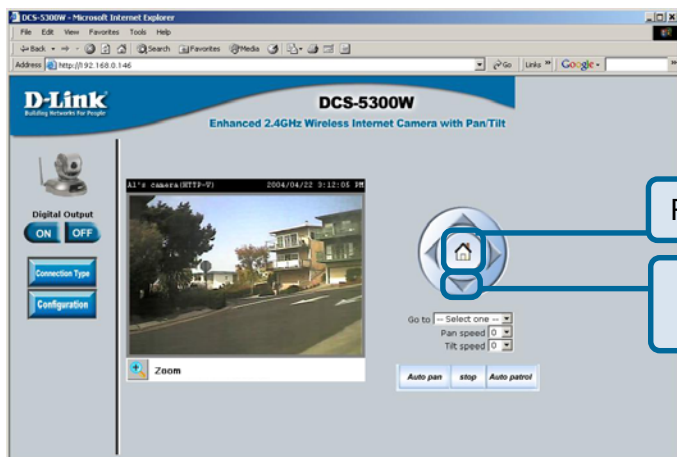 DCS-5300W - Microsoft Internet Explorer
File Edit View Favorites Tools Help
Back Search Favorites Media
Address http://192.168.0.146 Go Links » Google -
D-Link
Building Networks For People
DCS-5300W
Enhanced 2.4GHz Wireless Internet Camera with Pan/Tilt
Digital Output
ON OFF
Connection Type
Configuration
Al's camera(HTTP-V) 2004/04/22 3:12:05 PM
Zoom
Go to -- Select one --
Pan speed 0
Tilt speed 0
Auto pan stop Auto patrol